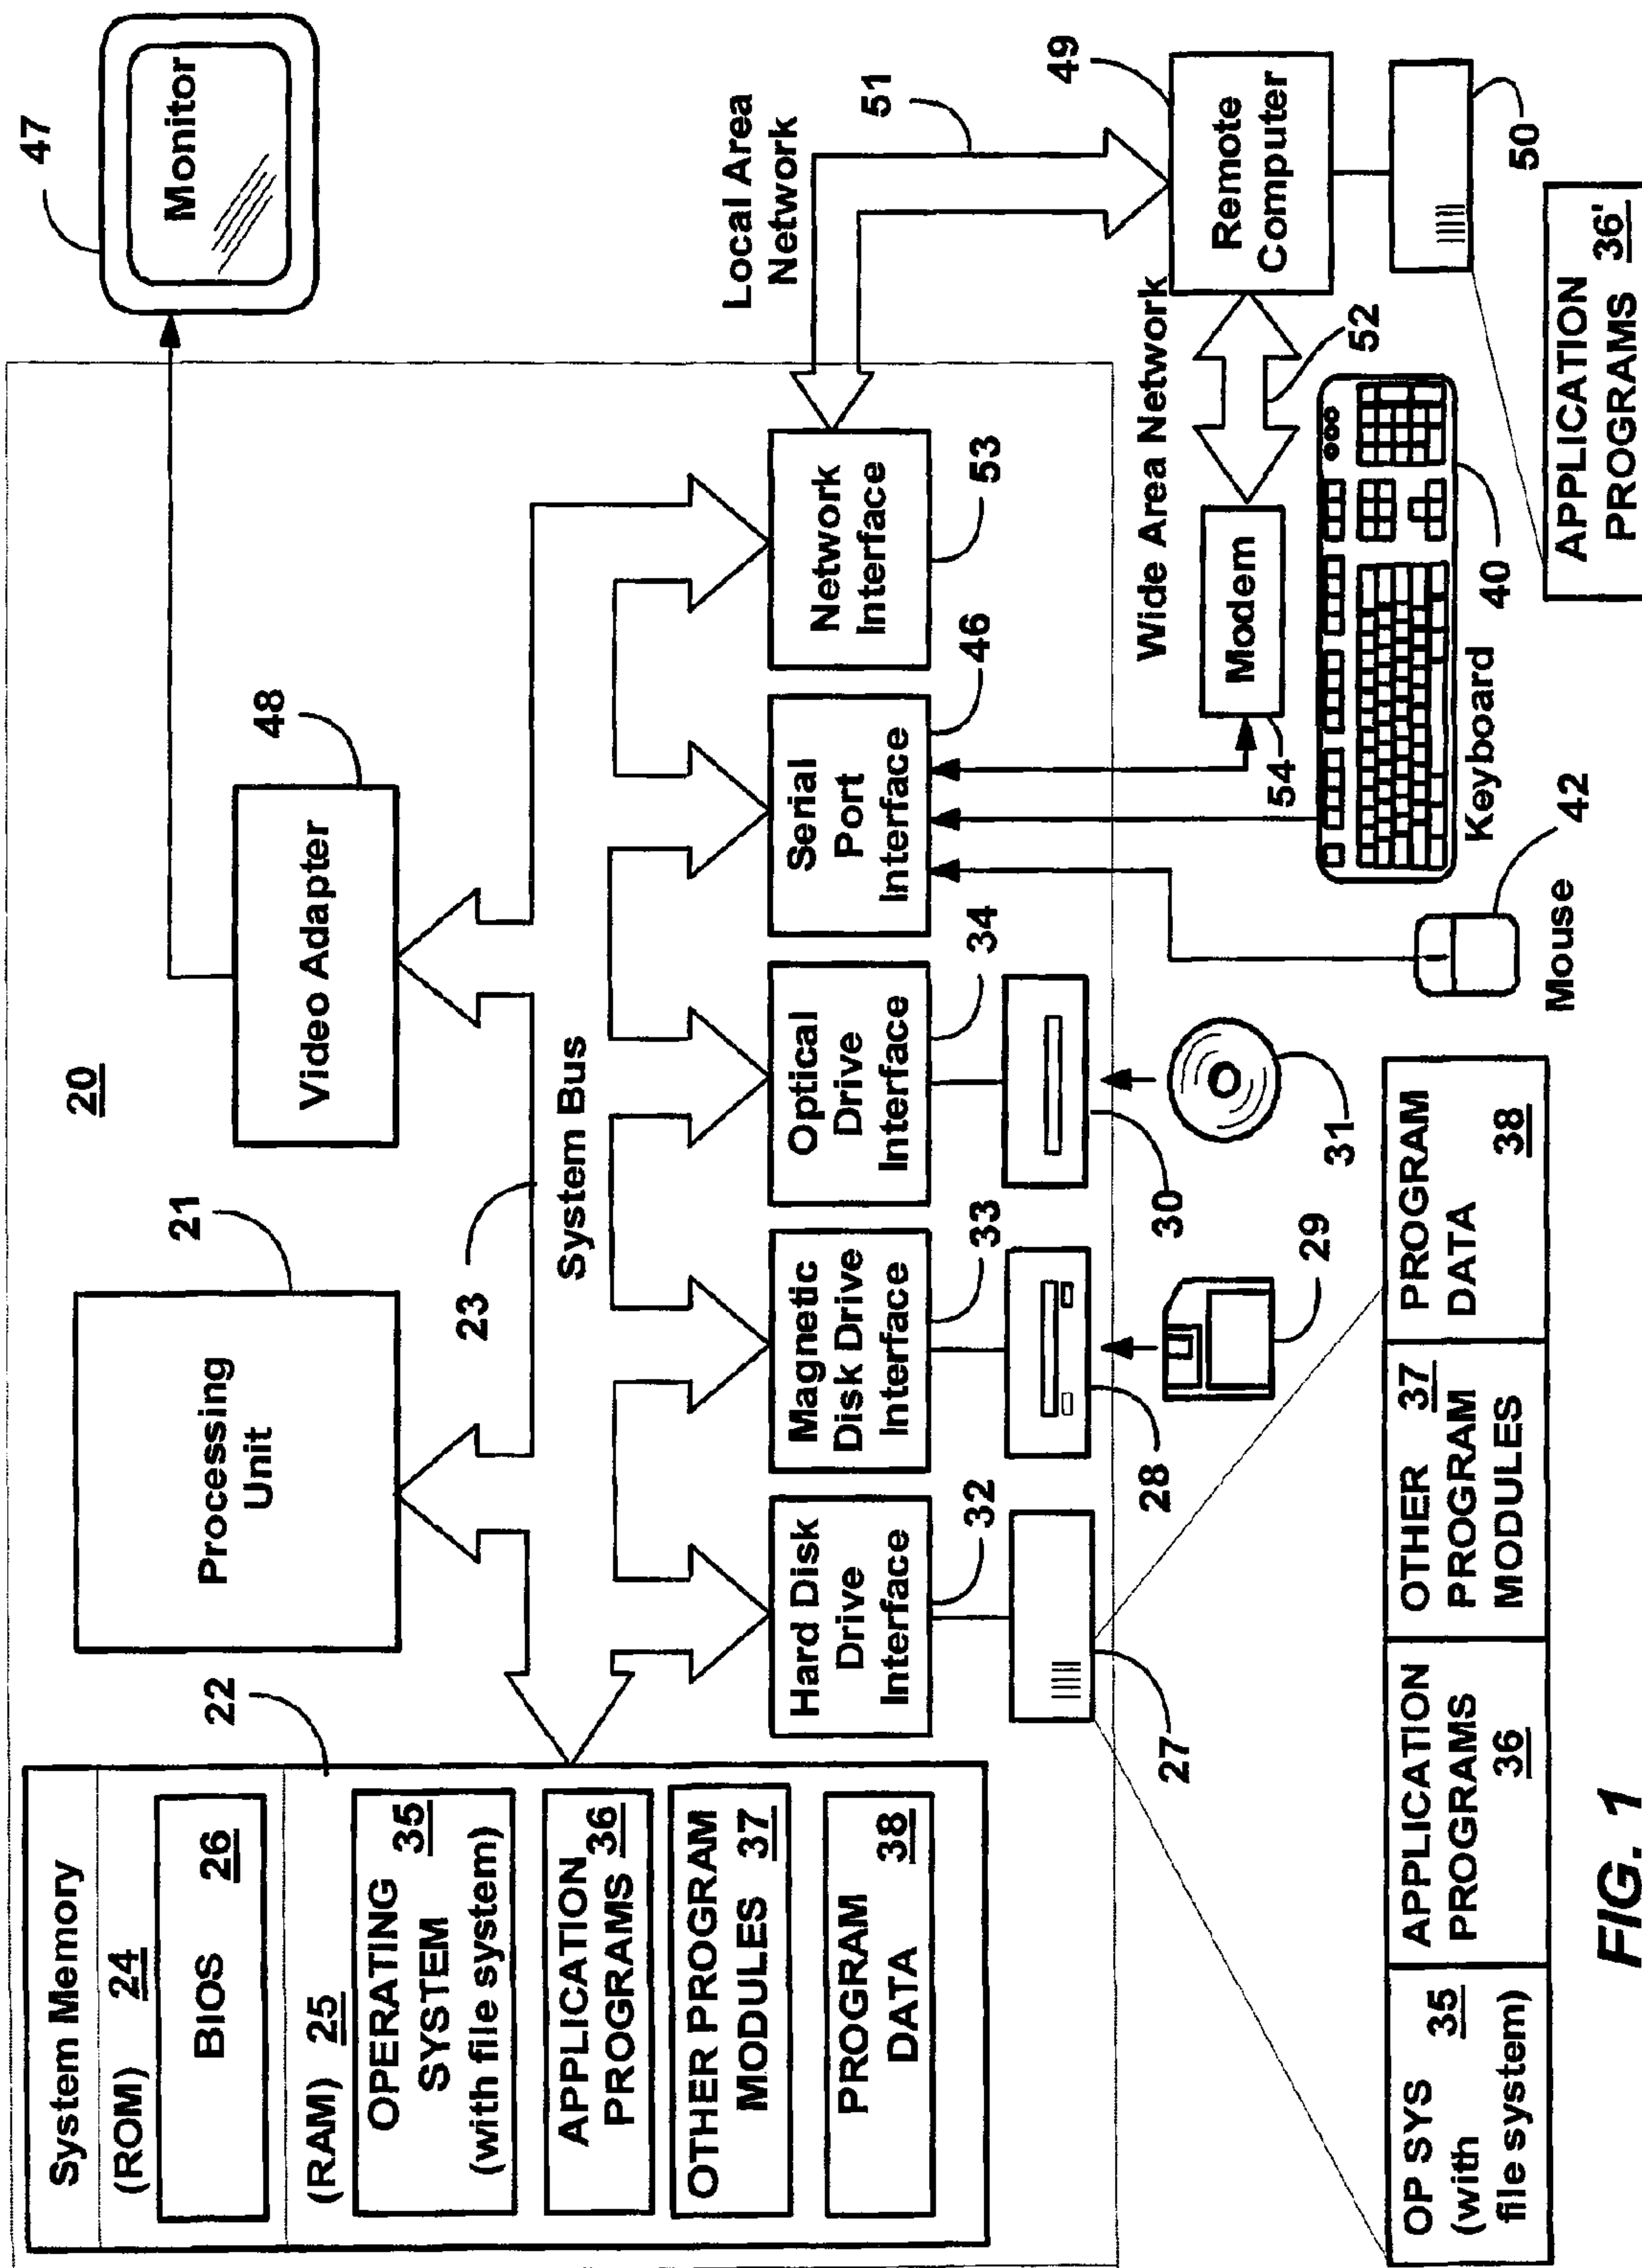 20
47
Monitor
System Memory
(ROM) 24
BIOS 26
22
(RAM) 25
OPERATING 35
SYSTEM
(with file system)
APPLICATION
PROGRAMS 36
OTHER PROGRAM
MODULES 37
PROGRAM
DATA 38
Processing
Unit
21
Video Adapter
48
23
System Bus
Hard Disk
Drive
Interface
32
Magnetic
Disk Drive
Interface
33
Optical
Drive
Interface
34
Serial
Port
Interface
46
Network
Interface
53
Local Area
Network
51
27
28
29
30
31
Wide Area Network
52
Modem
54
49
Remote
Computer
50
Keyboard
40
Mouse
42
OP SYS 35
(with
file system)
APPLICATION
PROGRAMS
36
OTHER 37
PROGRAM
MODULES
PROGRAM
DATA
38
APPLICATION
PROGRAMS 36'
FIG. 1